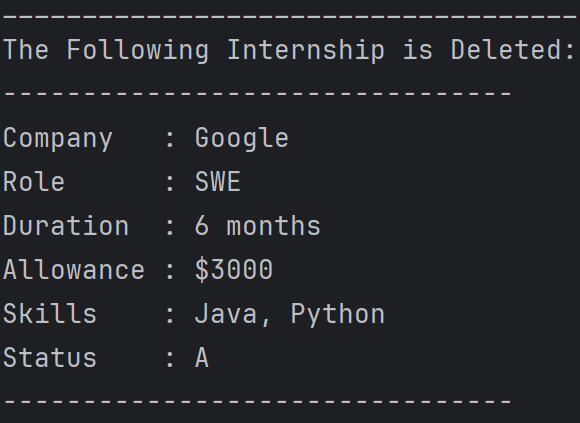 ------------------------------------
The Following Internship is Deleted:
--------------------------------
Company   : Google
Role      : SWE
Duration  : 6 months
Allowance : $3000
Skills    : Java, Python
Status    : A
--------------------------------